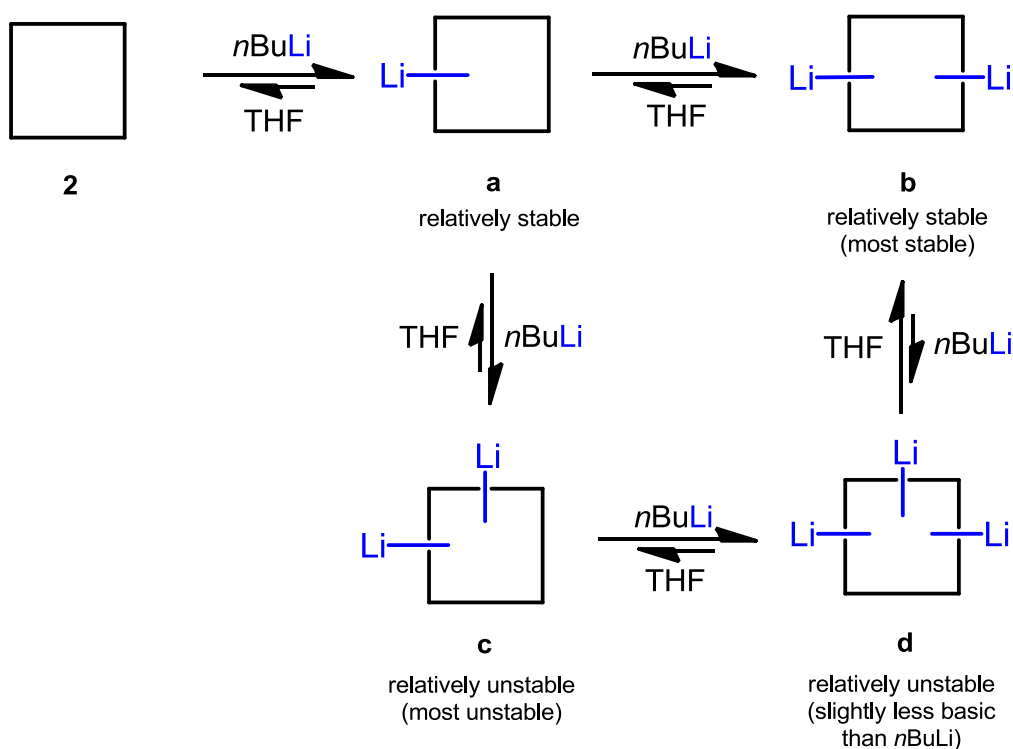 nBuLi
THF
Li
nBuLi
THF
Li
Li
2
a
relatively stable
b
relatively stable
(most stable)
THF
nBuLi
THF
nBuLi
Li
Li
nBuLi
THF
Li
Li
Li
c
relatively unstable
(most unstable)
d
relatively unstable
(slightly less basic
than nBuLi)